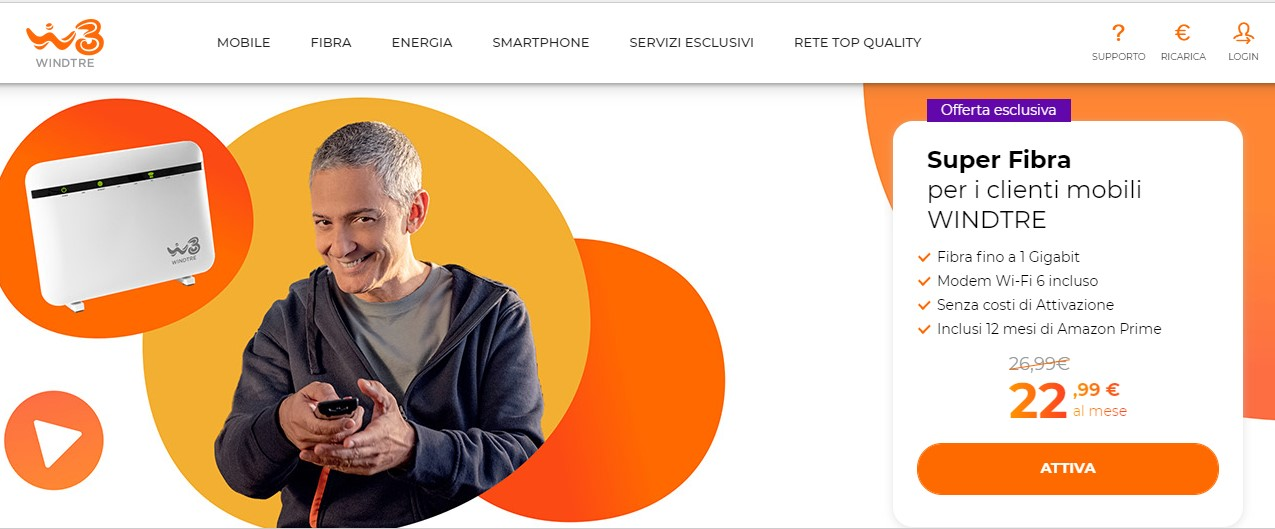 WINDTRE
MOBILE FIBRA ENERGIA SMARTPHONE SERVIZI ESCLUSIVI RETE TOP QUALITY
? € 
SUPPORTO RICARICA LOGIN
W3
WINDTRE
Offerta esclusiva
Super Fibra
per i clienti mobili
WINDTRE
Fibra fino a 1 Gigabit
Modem Wi-Fi 6 incluso
Senza costi di Attivazione
Inclusi 12 mesi di Amazon Prime
26,99€
22,99 €
al mese
ATTIVA